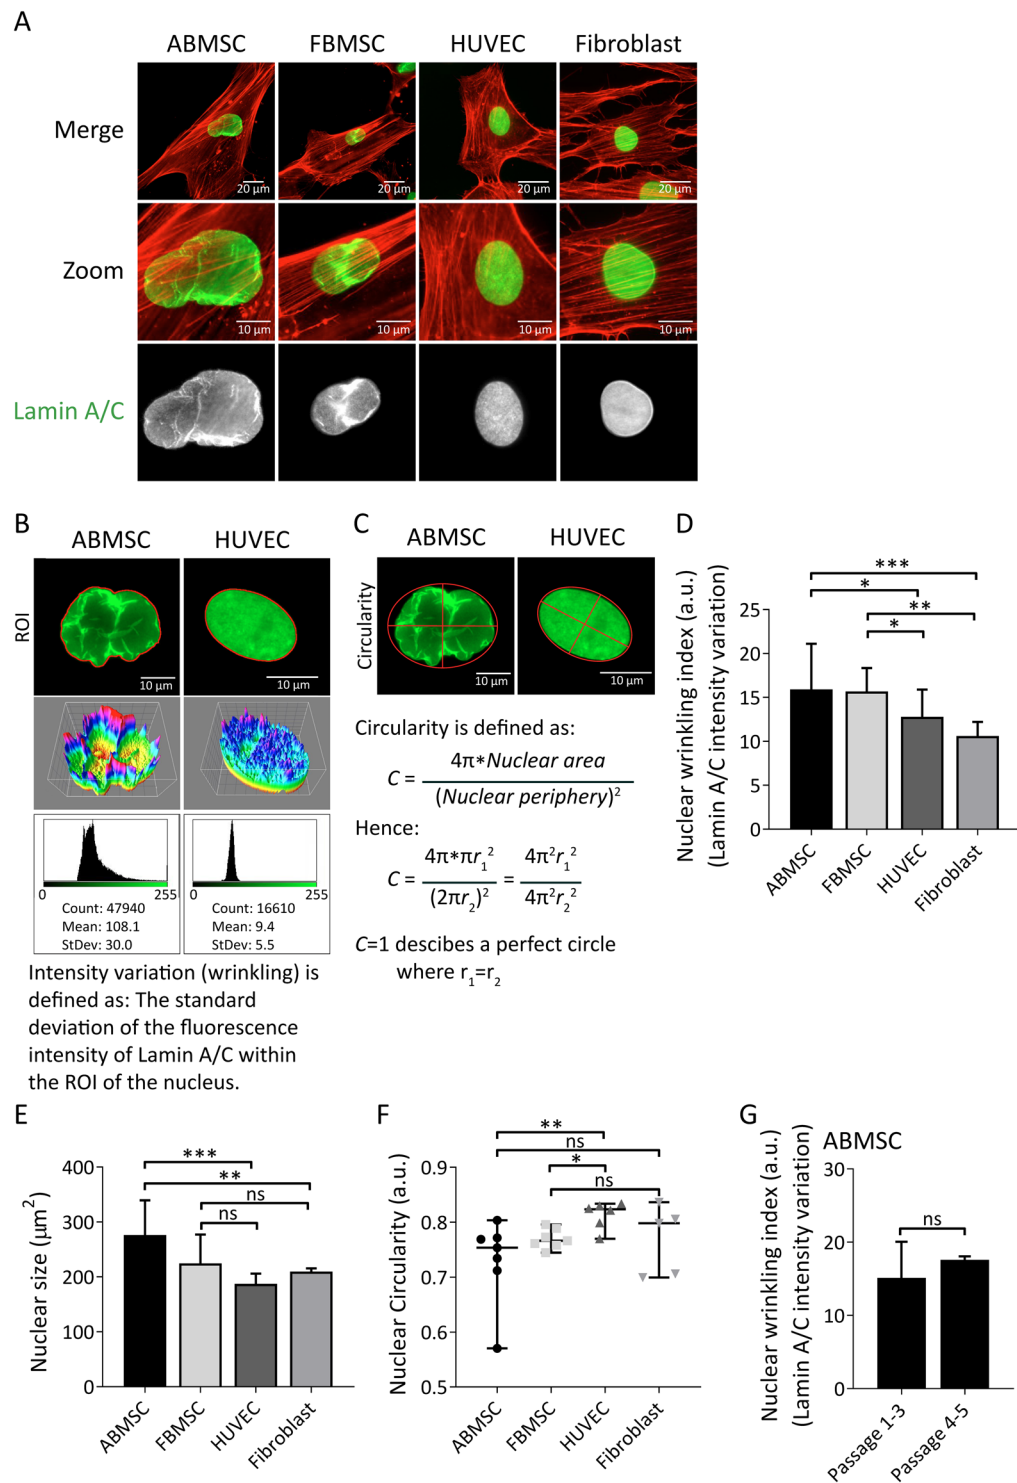 A
ABMSC FBMSC HUVEC Fibroblast
Merge
20 µm 20 µm 20 µm 20 µm
Zoom
10 µm 10 µm 10 µm 10 µm
Lamin A/C
B
ABMSC HUVEC
ROI
10 µm 10 µm
0 255 0 255
Count: 47940 Count: 16610
Mean: 108.1 Mean: 9.4
StDev: 30.0 StDev: 5.5
Intensity variation (wrinkling) is
defined as: The standard
deviation of the fluorescence
intensity of Lamin A/C within
the ROI of the nucleus.
C
ABMSC HUVEC
Circularity
10 µm 10 µm
Circularity is defined as:
C = 4π*Nuclear area / (Nuclear periphery)²
Hence:
C = 4π*πr₁² / (2πr₂)² = 4π²r₁² / 4π²r₂²
C=1 descibes a perfect circle
where r₁=r₂
D
Nuclear wrinkling index (a.u.)
(Lamin A/C intensity variation)
***
*
**
*
25
20
15
10
5
0
ABMSC FBMSC HUVEC Fibroblast
E
Nuclear size (µm²)
***
**
ns
ns
400
300
200
100
0
ABMSC FBMSC HUVEC Fibroblast
F
Nuclear Circularity (a.u.)
**
ns
*
ns
0.9
0.8
0.7
0.6
0.5
ABMSC FBMSC HUVEC Fibroblast
G
ABMSC
Nuclear wrinkling index (a.u.)
(Lamin A/C intensity variation)
ns
30
20
10
0
Passage 1-3 Passage 4-5